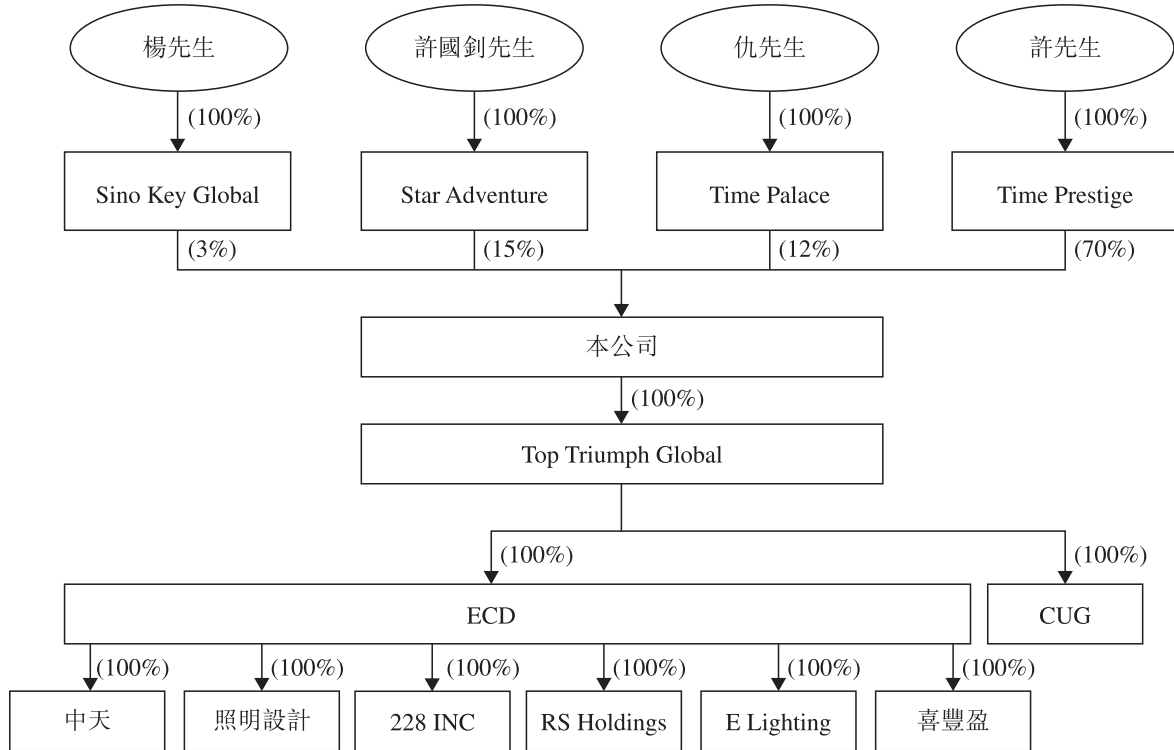 楊先生
許國釗先生
仇先生
許先生
(100%)
(100%)
(100%)
(100%)
Sino Key Global
Star Adventure
Time Palace
Time Prestige
(3%)
(15%)
(12%)
(70%)
本公司
(100%)
Top Triumph Global
(100%)
(100%)
ECD
CUG
(100%)
(100%)
(100%)
(100%)
(100%)
(100%)
中天
照明設計
228 INC
RS Holdings
E Lighting
喜豐盈